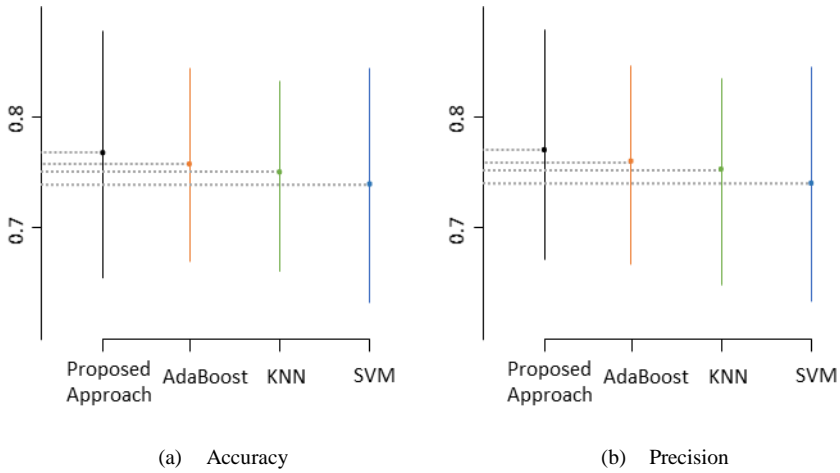 0.8
0.7
Proposed Approach
AdaBoost
KNN
SVM
(a) Accuracy
0.8
0.7
Proposed Approach
AdaBoost
KNN
SVM
(b) Precision